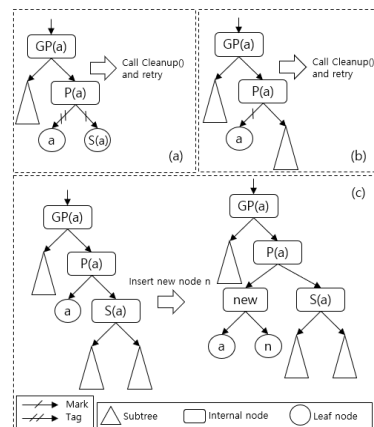 GP(a)
Call Cleanup()
and retry
P(a)
a
S(a)
(a)
GP(a)
Call Cleanup()
and retry
P(a)
a
(b)
(c)
GP(a)
P(a)
a
S(a)
Insert new node n
GP(a)
P(a)
new
S(a)
a
n
Mark
Tag
Subtree
Internal node
Leaf node